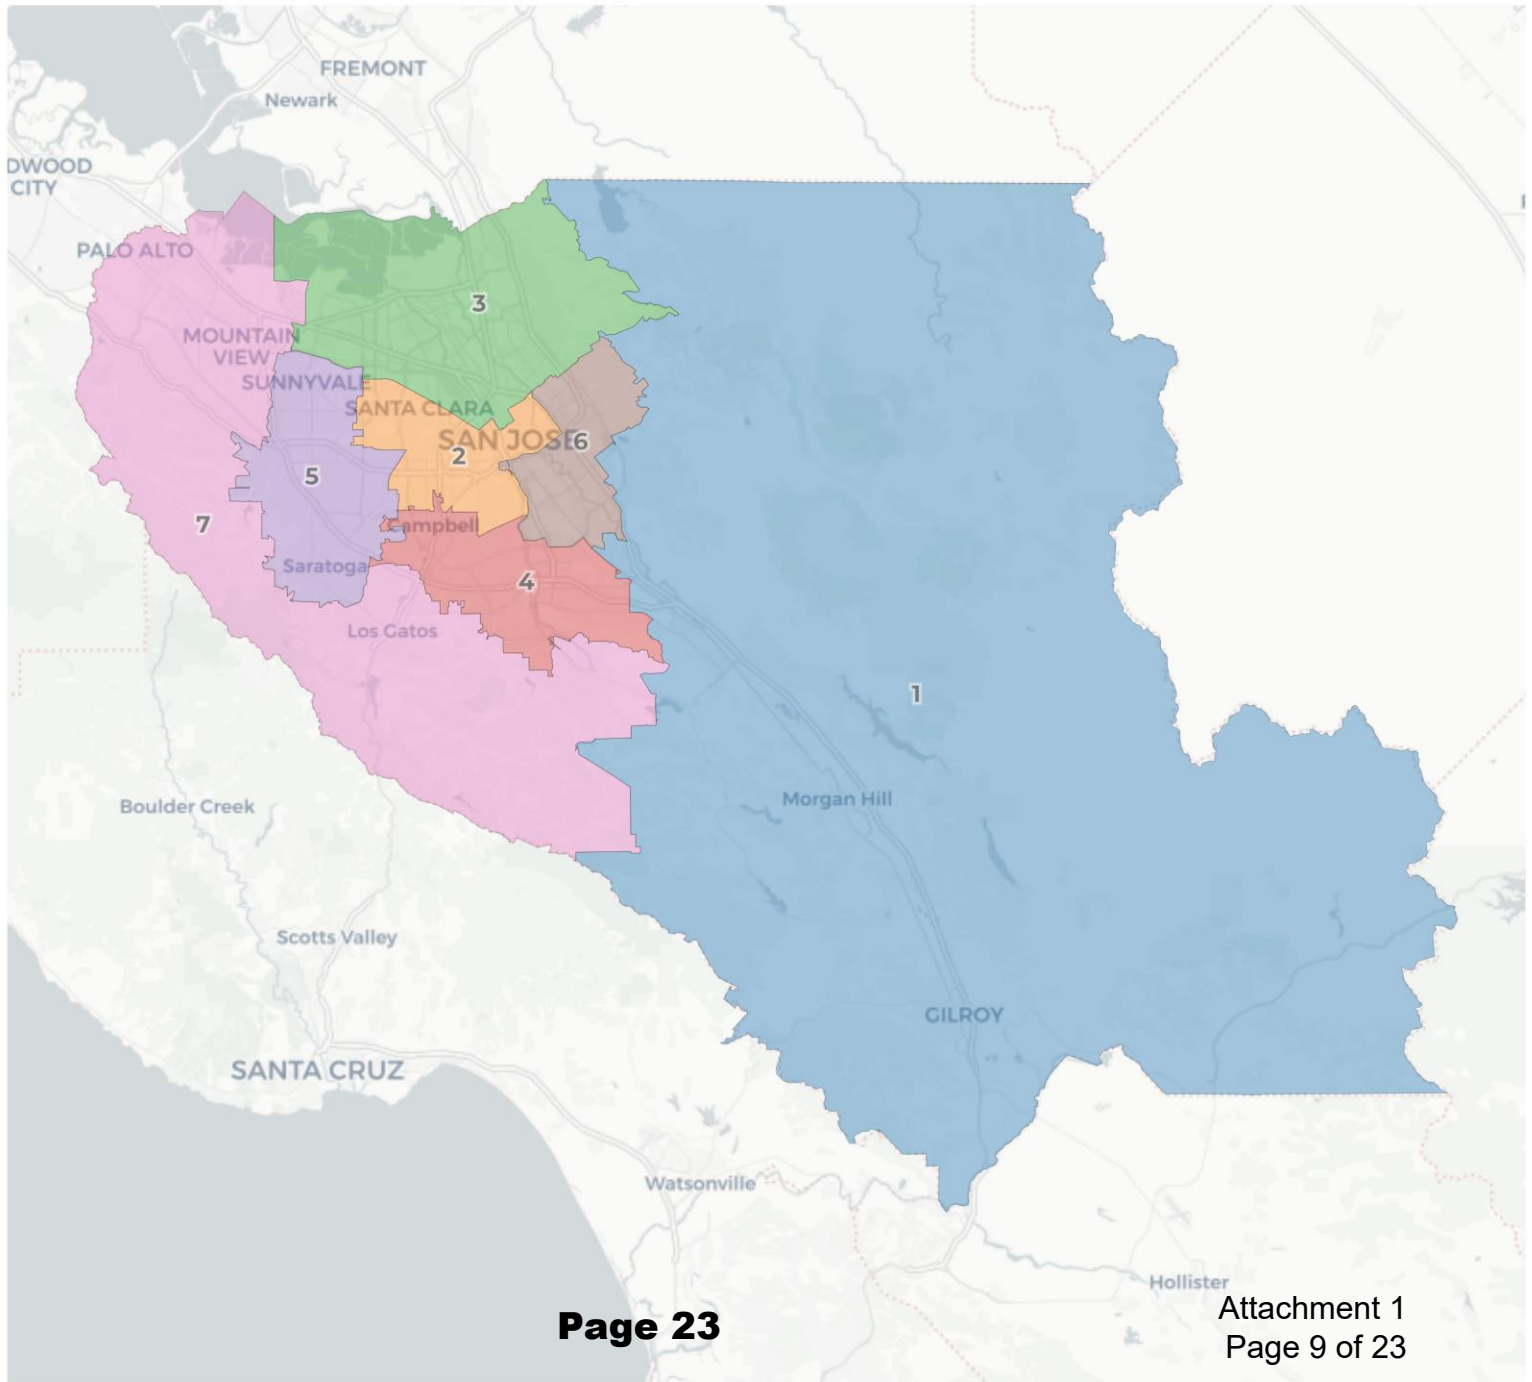 FREMONT
Newark
DWOOD
CITY
PALO ALTO
3
MOUNTAIN
VIEW
SUNNYVALE
SANTA CLARA
SAN JOSE
6
2
5
7
Campbell
Saratoga
4
Los Gatos
1
Morgan Hill
Boulder Creek
Scotts Valley
GILROY
SANTA CRUZ
Watsonville
Hollister
Page 23
Attachment 1
Page 9 of 23